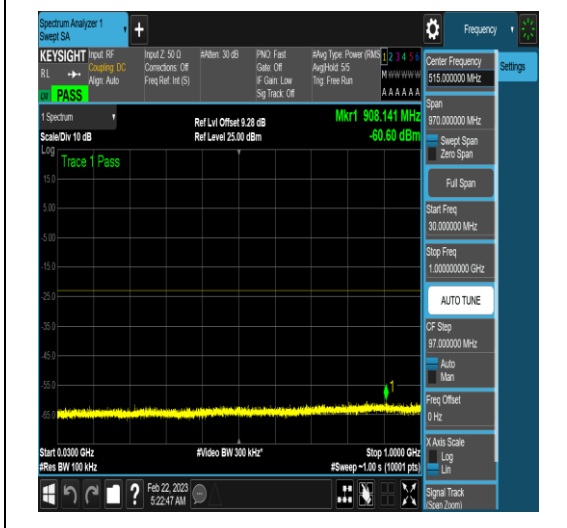 Spectrum Analyzer 1
Swept SA
+
Frequency
KEYSIGHT
RL
PASS
Input: RF
Coupling: DC
Align: Auto
Input Z: 50 Ω
Corrections: Off
Freq Ref: Int (S)
#Atten: 30 dB
PNO: Fast
Gate: Off
IF Gain: Low
Sig Track: Off
#Avg Type: Power (RMS
Avg|Hold: 5/5
Trig: Free Run
1 2 3 4 5 6
M W W W W W
A A A A A A
1 Spectrum
Scale/Div 10 dB
Ref Lvl Offset 9.28 dB
Ref Level 25.00 dBm
Mkr1 908.141 MHz
-60.60 dBm
Log
Trace 1 Pass
15.0
5.00
-5.00
-15.0
-25.0
-35.0
-45.0
-55.0
-65.0
1
Start 0.0300 GHz
#Res BW 100 kHz
#Video BW 300 kHz*
Stop 1.0000 GHz
#Sweep ~1.00 s (10001 pts)
Feb 22, 2023
5:22:47 AM
Settings
Center Frequency
515.000000 MHz
Span
970.000000 MHz
Swept Span
Zero Span
Full Span
Start Freq
30.000000 MHz
Stop Freq
1.000000000 GHz
AUTO TUNE
CF Step
97.000000 MHz
Auto
Man
Freq Offset
0 Hz
X Axis Scale
Log
Lin
Signal Track
(Span Zoom)